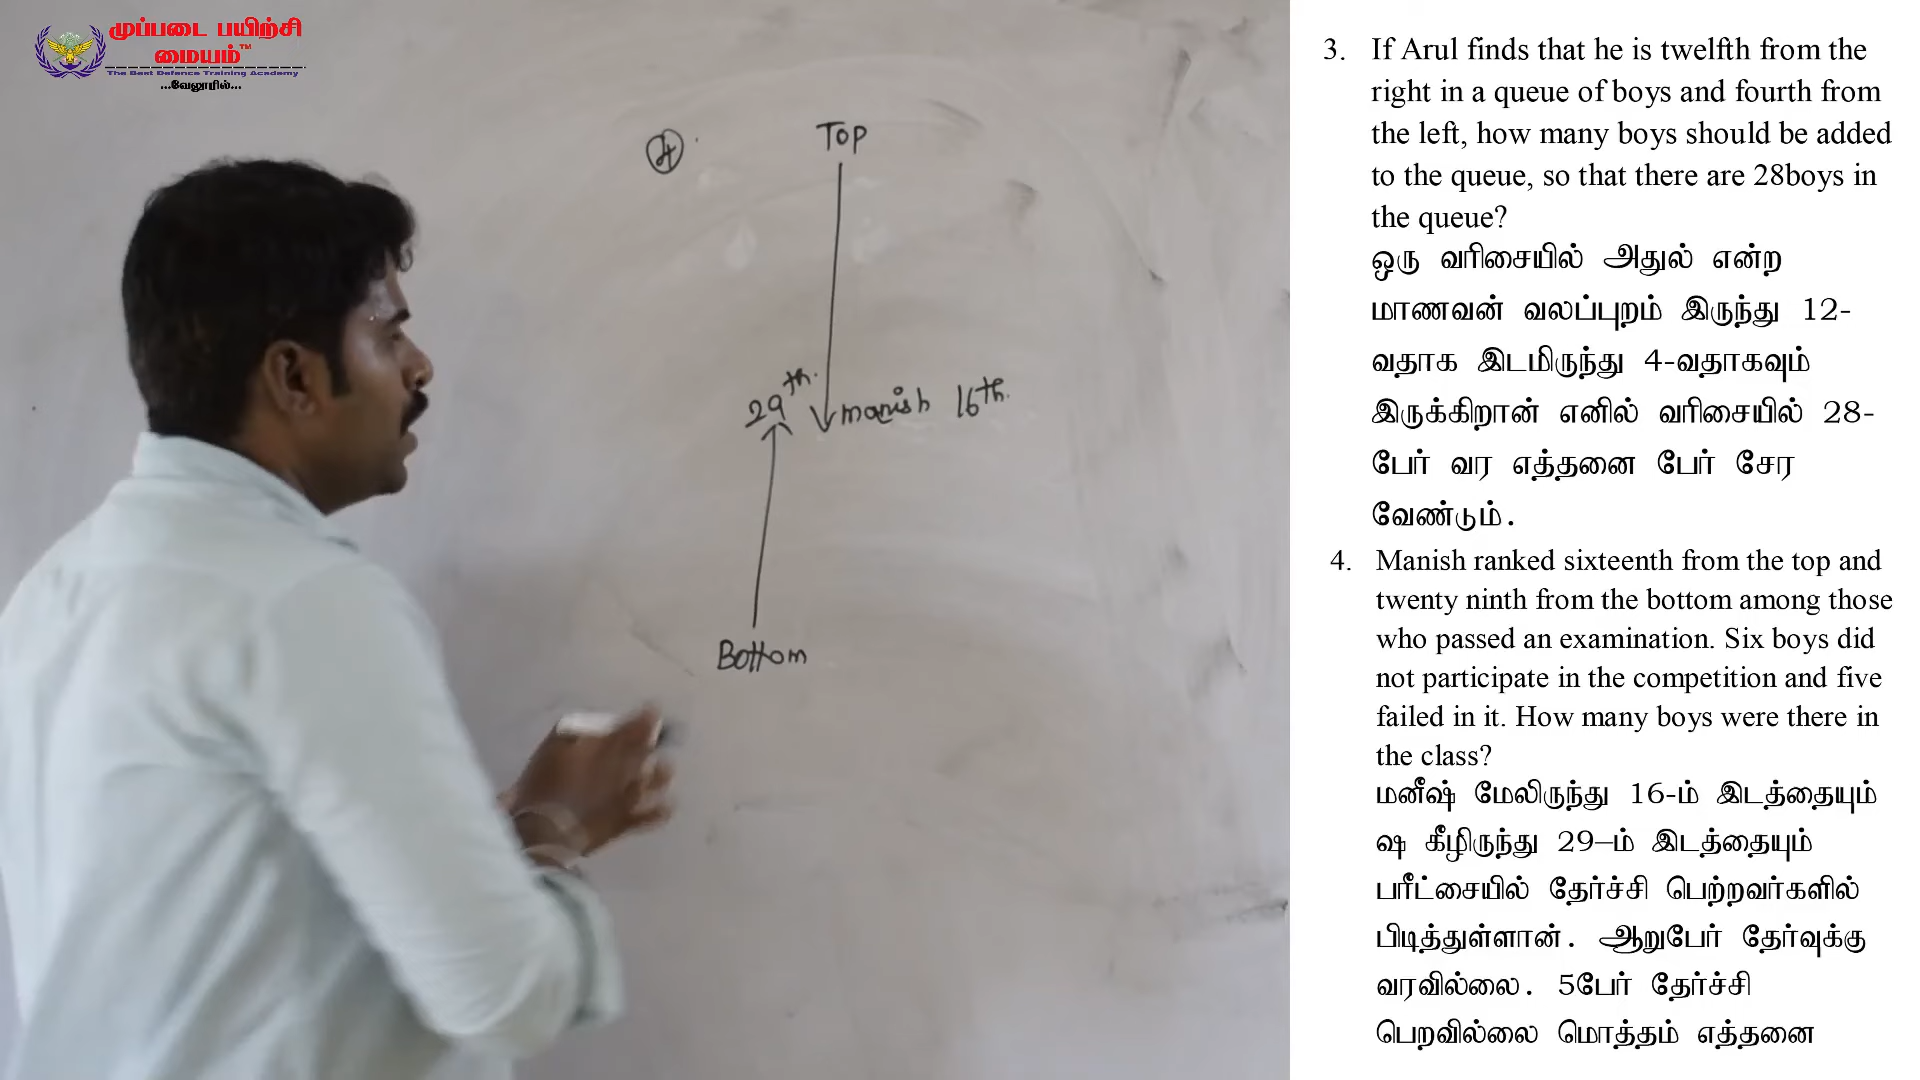 முப்படை பயிற்சி
மையம்™
The Best Defence Training Academy
...வேலூரில்...
4
Top
29th.
Manish 16th.
Bottom
3. If Arul finds that he is twelfth from the
right in a queue of boys and fourth from
the left, how many boys should be added
to the queue, so that there are 28boys in
the queue?
ஒரு வரிசையில் அதுல் என்ற
மாணவன் வலப்புறம் இருந்து 12-
வதாக இடமிருந்து 4-வதாகவும்
இருக்கிறான் எனில் வரிசையில் 28-
பேர் வர எத்தனை பேர் சேர
வேண்டும்.
4. Manish ranked sixteenth from the top and
twenty ninth from the bottom among those
who passed an examination. Six boys did
not participate in the competition and five
failed in it. How many boys were there in
the class?
மனீஷ் மேலிருந்து 16-ம் இடத்தையும்
ஷ கீழிருந்து 29–ம் இடத்தையும்
பரீட்சையில் தேர்ச்சி பெற்றவர்களில்
பிடித்துள்ளான். ஆறுபேர் தேர்வுக்கு
வரவில்லை. 5பேர் தேர்ச்சி
பெறவில்லை மொத்தம் எத்தனை